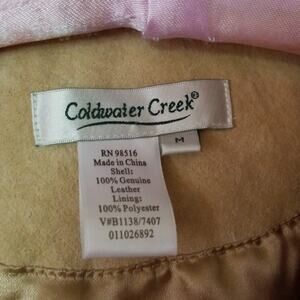 Coldwater Creek®
M
RN 98516
Made in China
Shell:
100% Genuine
Leather
Lining:
100% Polyester
V#B1138/7407
011026892